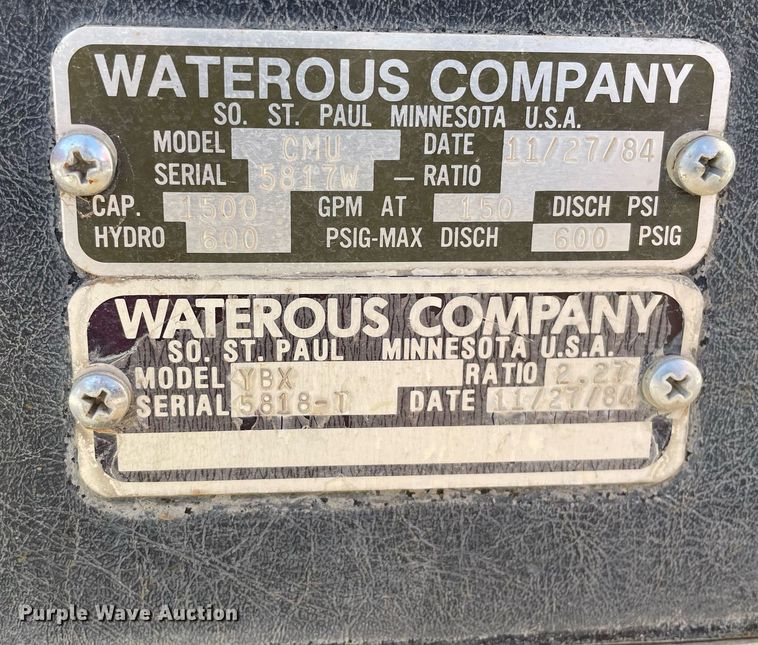 WATEROUS COMPANY
SO. ST. PAUL MINNESOTA U.S.A.
MODEL CMU DATE 11/27/84
SERIAL 5817W - RATIO
CAP. 1500 GPM AT 150 DISCH PSI
HYDRO 600 PSIG-MAX DISCH 600 PSIG
WATEROUS COMPANY
SO. ST. PAUL MINNESOTA U.S.A.
MODEL YBX RATIO 2.27
SERIAL 5818-T DATE 11/27/84
Purple Wave Auction